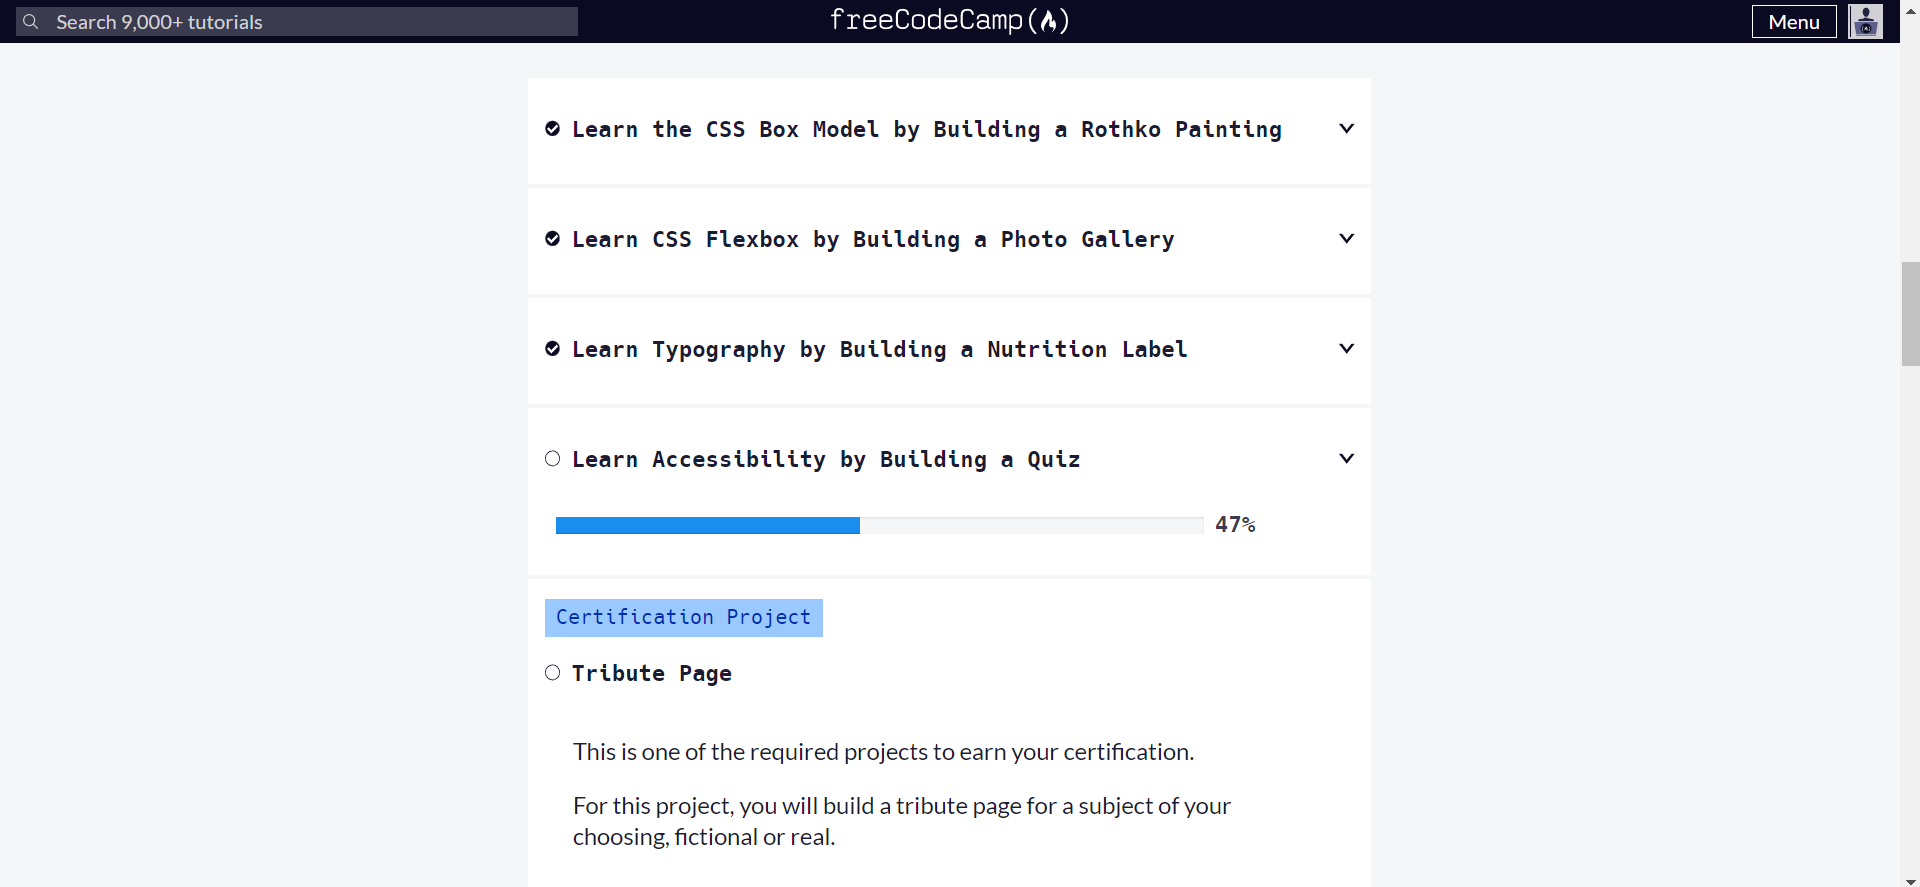 Search 9,000+ tutorials
freeCodeCamp(🔥)
Menu
Learn the CSS Box Model by Building a Rothko Painting
Learn CSS Flexbox by Building a Photo Gallery
Learn Typography by Building a Nutrition Label
Learn Accessibility by Building a Quiz
47%
Certification Project
Tribute Page
This is one of the required projects to earn your certification.
For this project, you will build a tribute page for a subject of your
choosing, fictional or real.